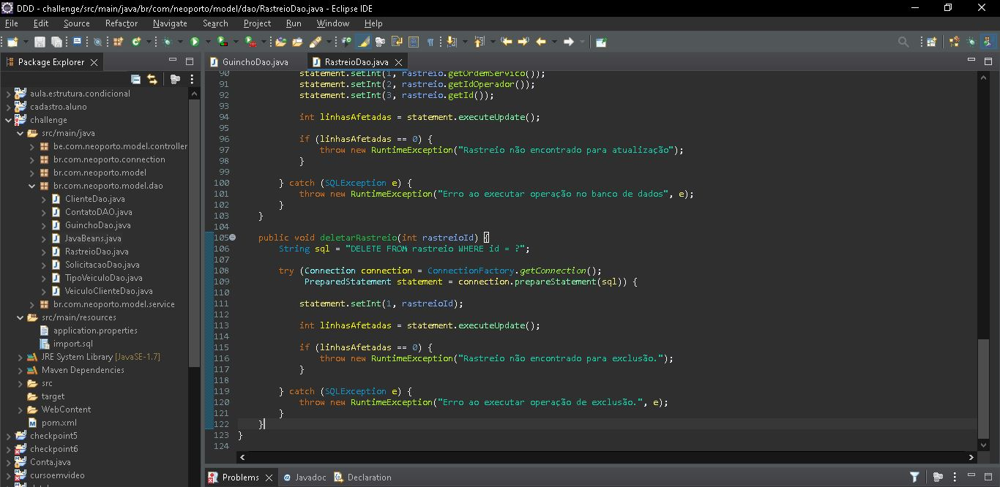 DDD - challenge/src/main/java/br/com/neoporto/model/dao/RastreioDao.java - Eclipse IDE
File Edit Source Refactor Navigate Search Project Run Window Help
Package Explorer
aula.estrutura.condicional
cadastro.aluno
challenge
src/main/java
be.com.neoporto.model.controller
br.com.neoporto.connection
br.com.neoporto.model
br.com.neoporto.model.dao
ClienteDao.java
ContatoDAO.java
GuinchoDao.java
JavaBeans.java
RastreioDao.java
SolicitacaoDao.java
TipoVeiculoDao.java
VeiculoClienteDao.java
br.com.neoporto.model.service
src/main/resources
application.properties
import.sql
JRE System Library [JavaSE-1.7]
Maven Dependencies
src
target
WebContent
pom.xml
checkpoint5
checkpoint6
Conta.java
cursoemvideo
GuinchoDao.java RastreioDao.java
90 statement.setInt(1, rastreio.getOrdemServico());
91 statement.setInt(2, rastreio.getIdOperador());
92 statement.setInt(3, rastreio.getId());
93
94 int linhasAfetadas = statement.executeUpdate();
95
96 if (linhasAfetadas == 0) {
97 throw new RuntimeException("Rastreio não encontrado para atualização");
98 }
99
100 } catch (SQLException e) {
101 throw new RuntimeException("Erro ao executar operação no banco de dados", e);
102 }
103 }
104
105 public void deletarRastreio(int rastreioId) {
106 String sql = "DELETE FROM rastreio WHERE id = ?";
107
108 try (Connection connection = ConnectionFactory.getConnection();
109 PreparedStatement statement = connection.prepareStatement(sql)) {
110
111 statement.setInt(1, rastreioId);
112
113 int linhasAfetadas = statement.executeUpdate();
114
115 if (linhasAfetadas == 0) {
116 throw new RuntimeException("Rastreio não encontrado para exclusão.");
117 }
118
119 } catch (SQLException e) {
120 throw new RuntimeException("Erro ao executar operação de exclusão.", e);
121 }
122 }
123 }
124
Problems Javadoc Declaration